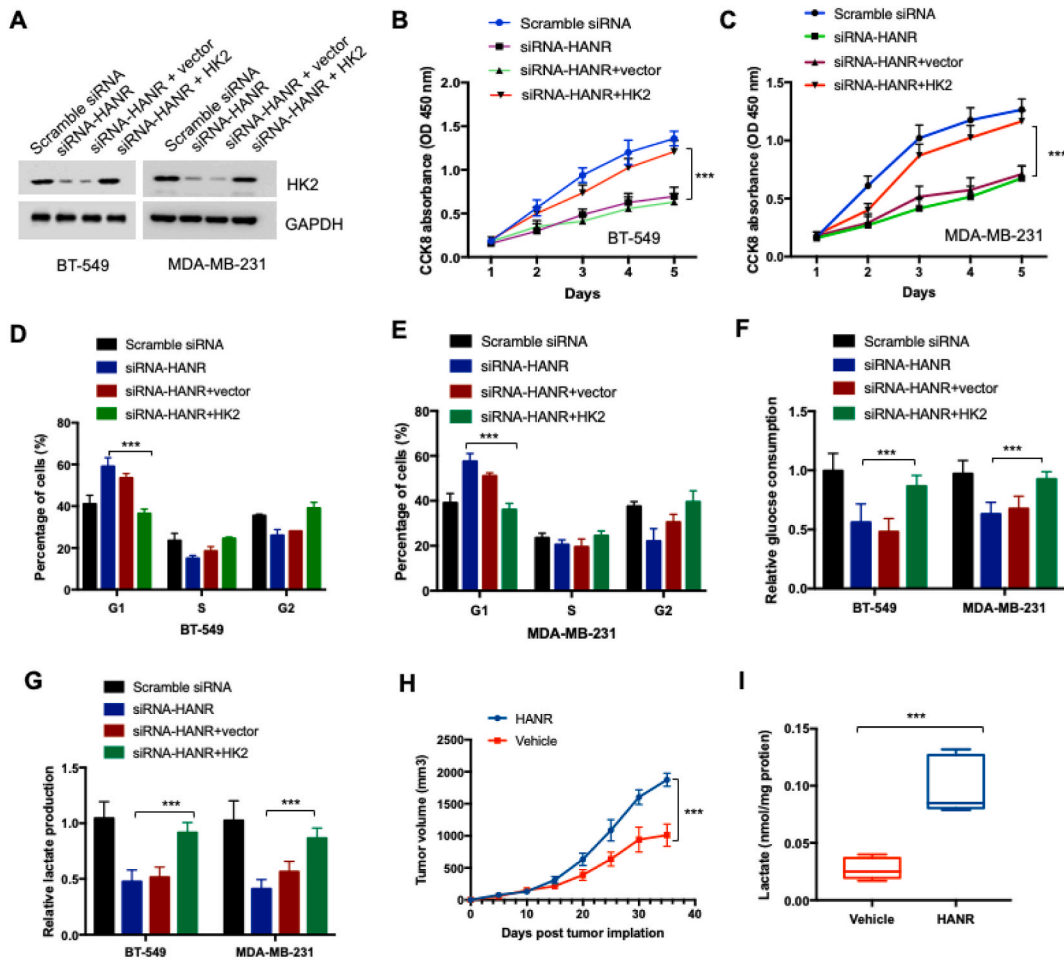 A
Scramble siRNA
siRNA-HANR
siRNA-HANR + vector
siRNA-HANR + HK2
Scramble siRNA
siRNA-HANR
siRNA-HANR + vector
siRNA-HANR + HK2
HK2
GAPDH
BT-549
MDA-MB-231
B
Scramble siRNA
siRNA-HANR
siRNA-HANR+vector
siRNA-HANR+HK2
CCK8 absorbance (OD 450 nm)
2.0
1.5
1.0
0.5
0.0
***
BT-549
1 2 3 4 5
Days
C
Scramble siRNA
siRNA-HANR
siRNA-HANR+vector
siRNA-HANR+HK2
CCK8 absorbance (OD 450 nm)
1.5
1.0
0.5
0.0
***
MDA-MB-231
1 2 3 4 5
Days
D
Scramble siRNA
siRNA-HANR
siRNA-HANR+vector
siRNA-HANR+HK2
Percentage of cells (%)
80
60
40
20
0
***
G1 S G2
BT-549
E
Scramble siRNA
siRNA-HANR
siRNA-HANR+vector
siRNA-HANR+HK2
Percentage of cells (%)
80
60
40
20
0
***
G1 S G2
MDA-MB-231
F
Scramble siRNA
siRNA-HANR
siRNA-HANR+vector
siRNA-HANR+HK2
Relative gluocse consumption
1.5
1.0
0.5
0.0
*** ***
BT-549 MDA-MB-231
G
Scramble siRNA
siRNA-HANR
siRNA-HANR+vector
siRNA-HANR+HK2
Relative lactate production
1.5
1.0
0.5
0.0
*** ***
BT-549 MDA-MB-231
H
HANR
Vehicle
Tumor volume (mm3)
2500
2000
1500
1000
500
0
***
0 10 20 30 40
Days post tumor implation
I
Lactate (nmol/mg protien)
0.15
0.10
0.05
0.00
***
Vehicle HANR